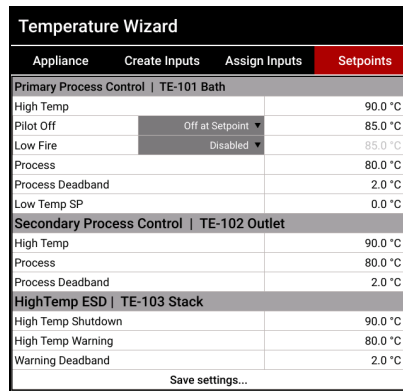 Temperature Wizard
Appliance Create Inputs Assign Inputs Setpoints
Primary Process Control | TE-101 Bath
High Temp 90.0 °C
Pilot Off Off at Setpoint ▼ 85.0 °C
Low Fire Disabled ▼ 85.0 °C
Process 80.0 °C
Process Deadband 2.0 °C
Low Temp SP 0.0 °C
Secondary Process Control | TE-102 Outlet
High Temp 90.0 °C
Process 80.0 °C
Process Deadband 2.0 °C
HighTemp ESD | TE-103 Stack
High Temp Shutdown 90.0 °C
High Temp Warning 80.0 °C
Warning Deadband 2.0 °C
Save settings...